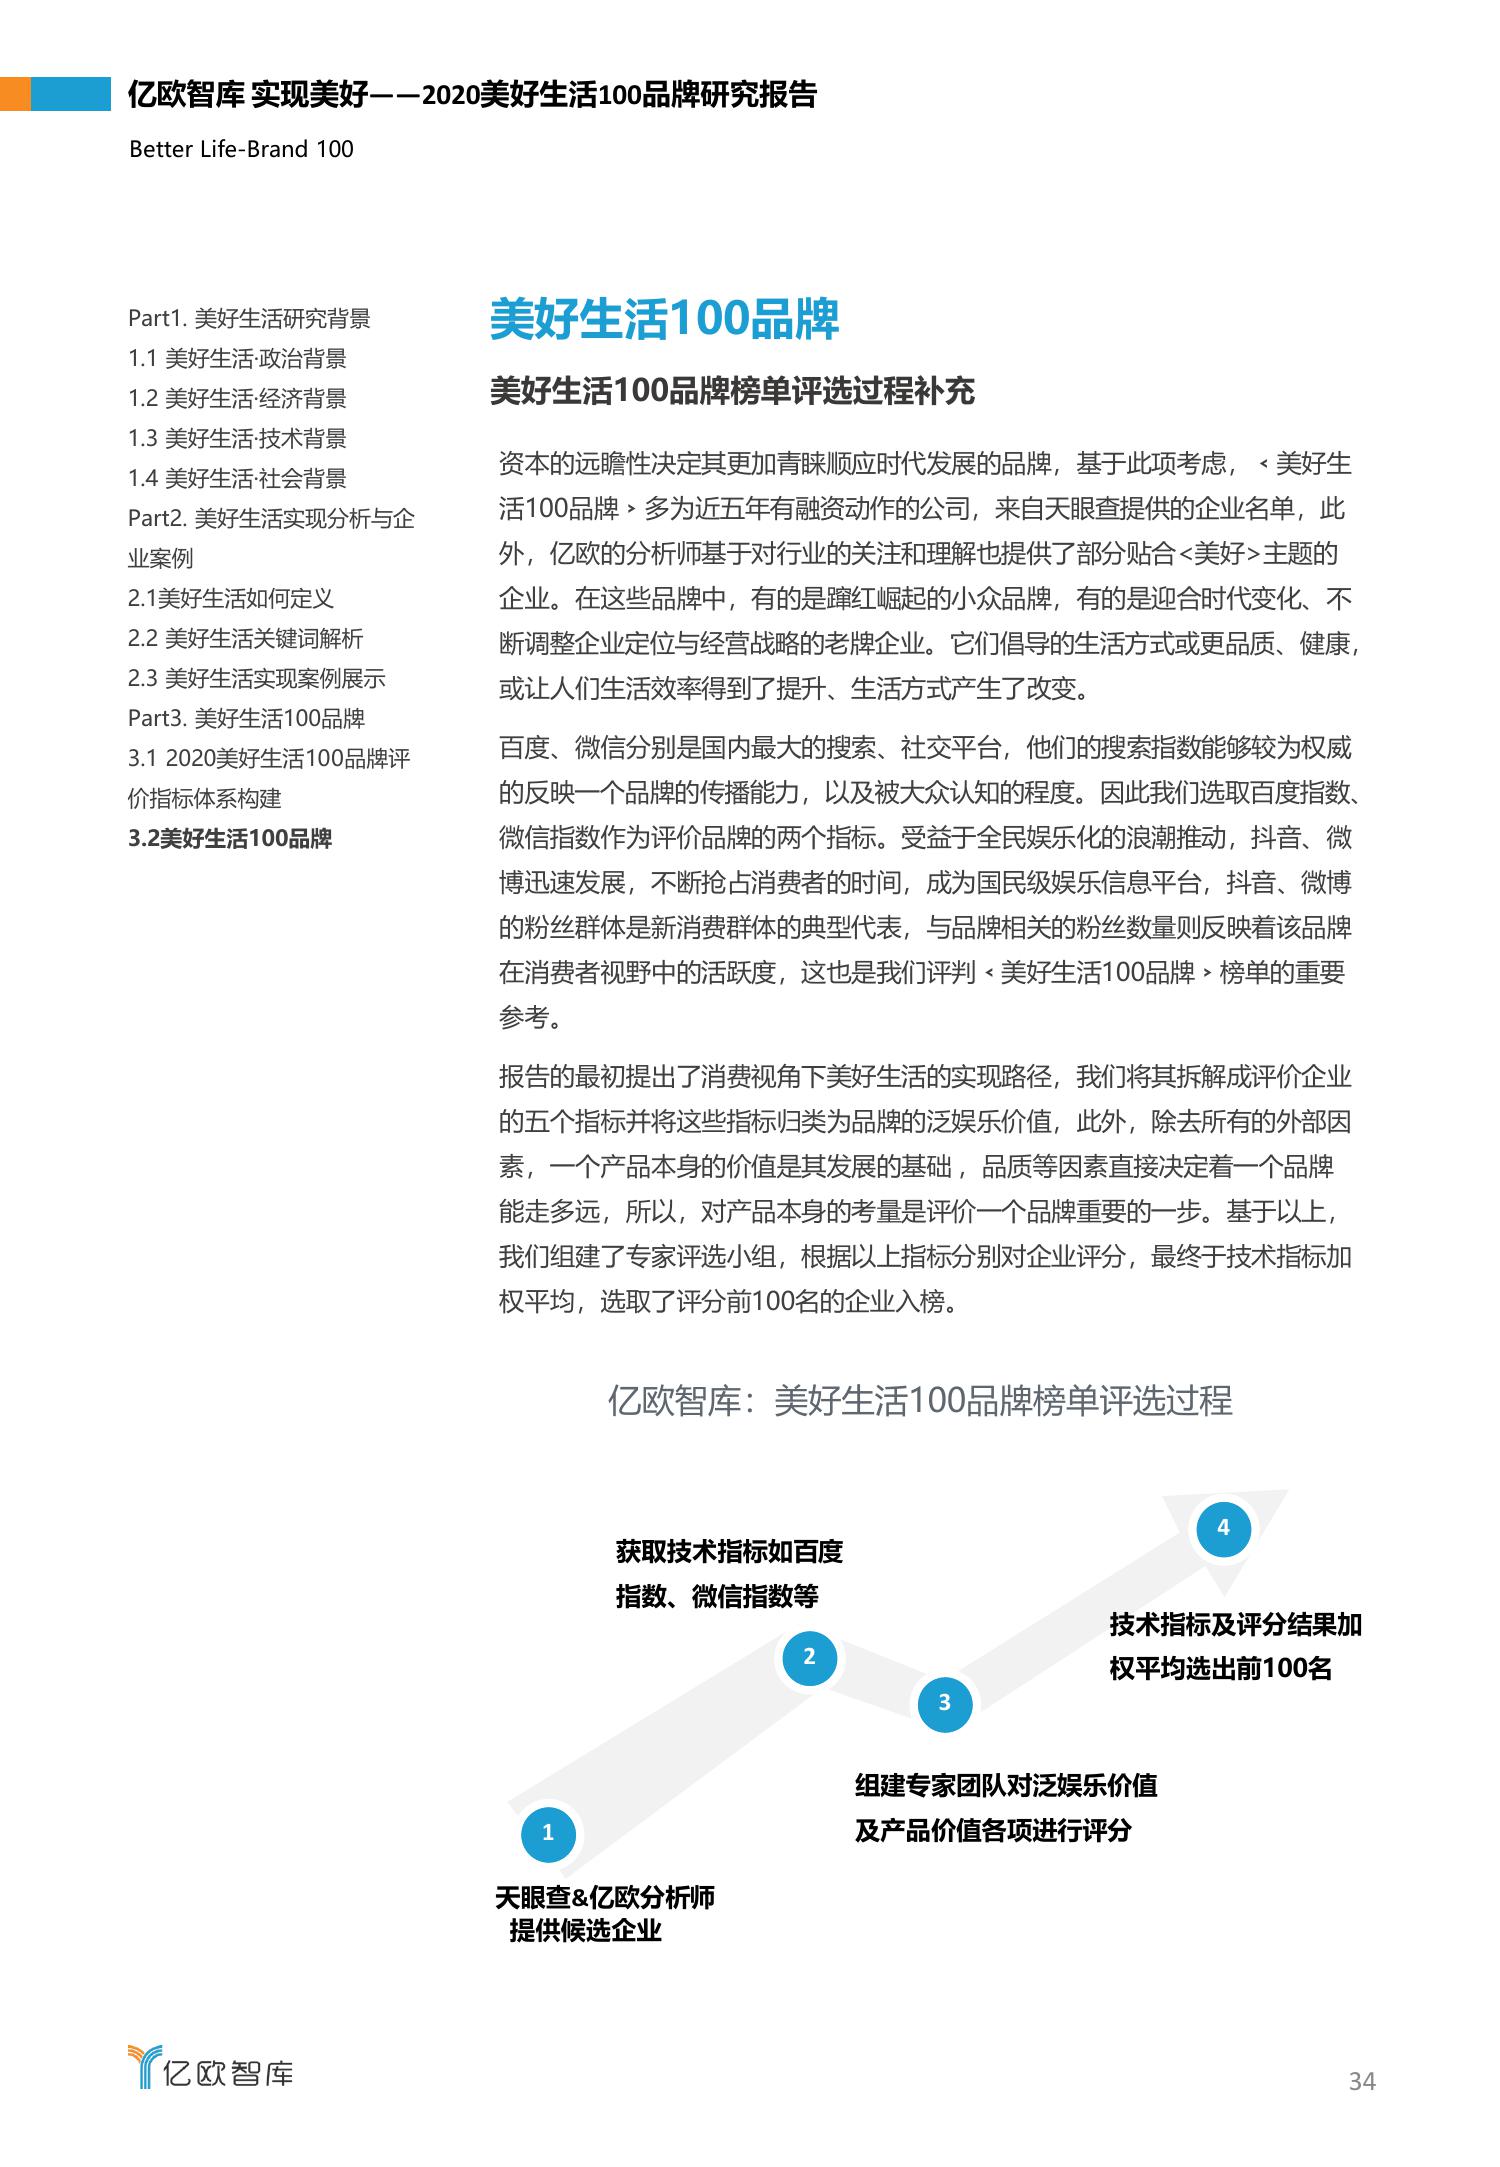 亿欧智库 实现美好——2020美好生活100品牌研究报告
Better Life-Brand 100
Part1. 美好生活研究背景
1.1 美好生活·政治背景
1.2 美好生活·经济背景
1.3 美好生活·技术背景
1.4 美好生活·社会背景
Part2. 美好生活实现分析与企
业案例
2.1美好生活如何定义
2.2 美好生活关键词解析
2.3 美好生活实现案例展示
Part3. 美好生活100品牌
3.1 2020美好生活100品牌评
价指标体系构建
3.2美好生活100品牌
美好生活100品牌
美好生活100品牌榜单评选过程补充
资本的远瞻性决定其更加青睐顺应时代发展的品牌，基于此项考虑，﹤美好生
活100品牌﹥多为近五年有融资动作的公司，来自天眼查提供的企业名单，此
外，亿欧的分析师基于对行业的关注和理解也提供了部分贴合<美好>主题的
企业。在这些品牌中，有的是蹿红崛起的小众品牌，有的是迎合时代变化、不
断调整企业定位与经营战略的老牌企业。它们倡导的生活方式或更品质、健康，
或让人们生活效率得到了提升、生活方式产生了改变。
百度、微信分别是国内最大的搜索、社交平台，他们的搜索指数能够较为权威
的反映一个品牌的传播能力，以及被大众认知的程度。因此我们选取百度指数、
微信指数作为评价品牌的两个指标。受益于全民娱乐化的浪潮推动，抖音、微
博迅速发展，不断抢占消费者的时间，成为国民级娱乐信息平台，抖音、微博
的粉丝群体是新消费群体的典型代表，与品牌相关的粉丝数量则反映着该品牌
在消费者视野中的活跃度，这也是我们评判﹤美好生活100品牌﹥榜单的重要
参考。
报告的最初提出了消费视角下美好生活的实现路径，我们将其拆解成评价企业
的五个指标并将这些指标归类为品牌的泛娱乐价值，此外，除去所有的外部因
素，一个产品本身的价值是其发展的基础 ，品质等因素直接决定着一个品牌
能走多远，所以，对产品本身的考量是评价一个品牌重要的一步。基于以上，
我们组建了专家评选小组，根据以上指标分别对企业评分，最终于技术指标加
权平均，选取了评分前100名的企业入榜。
亿欧智库：美好生活100品牌榜单评选过程
4
获取技术指标如百度
指数、微信指数等
技术指标及评分结果加
权平均选出前100名
2
3
组建专家团队对泛娱乐价值
及产品价值各项进行评分
1
天眼查&亿欧分析师
提供候选企业
亿欧智库
34